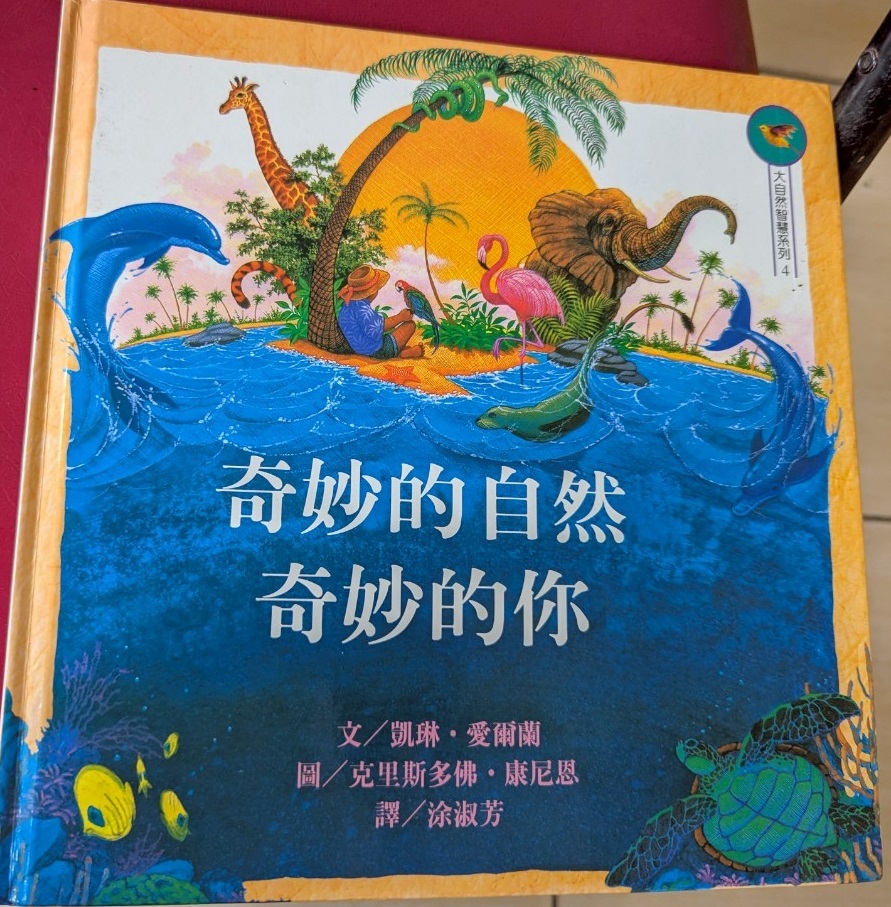 大自然智慧系列 4
奇妙的自然
奇妙的你
文／凱琳・愛爾蘭
圖／克里斯多佛・康尼恩
譯／涂淑芳